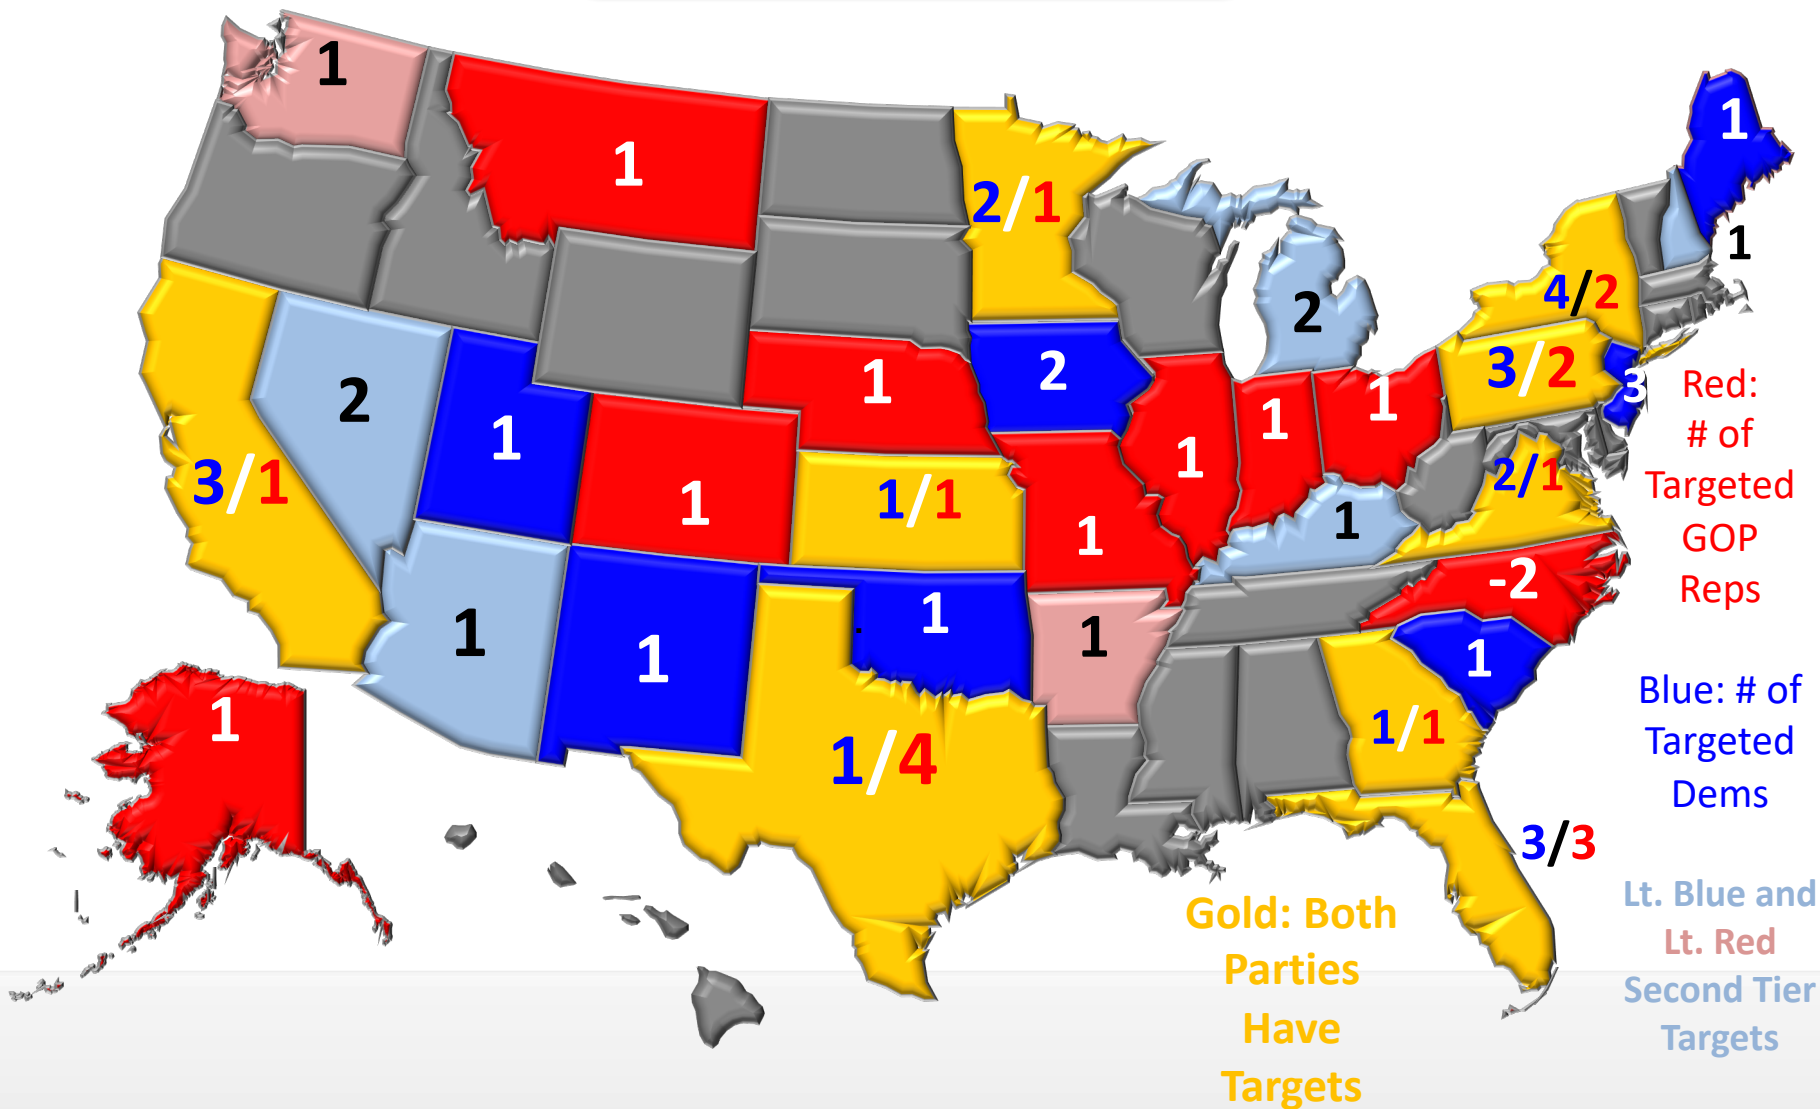 1
1
1
2/1
1
4/2
2
1
2
3/2
3
2
1
1
1
1
1
3/1
1
1/1
2/1
1
1
-2
1
1
1
1
1
1
1/4
1/1
3/3
Red:
# of
Targeted
GOP
Reps
Blue: # of
Targeted
Dems
Lt. Blue and
Lt. Red
Second Tier
Targets
Gold: Both
Parties
Have
Targets